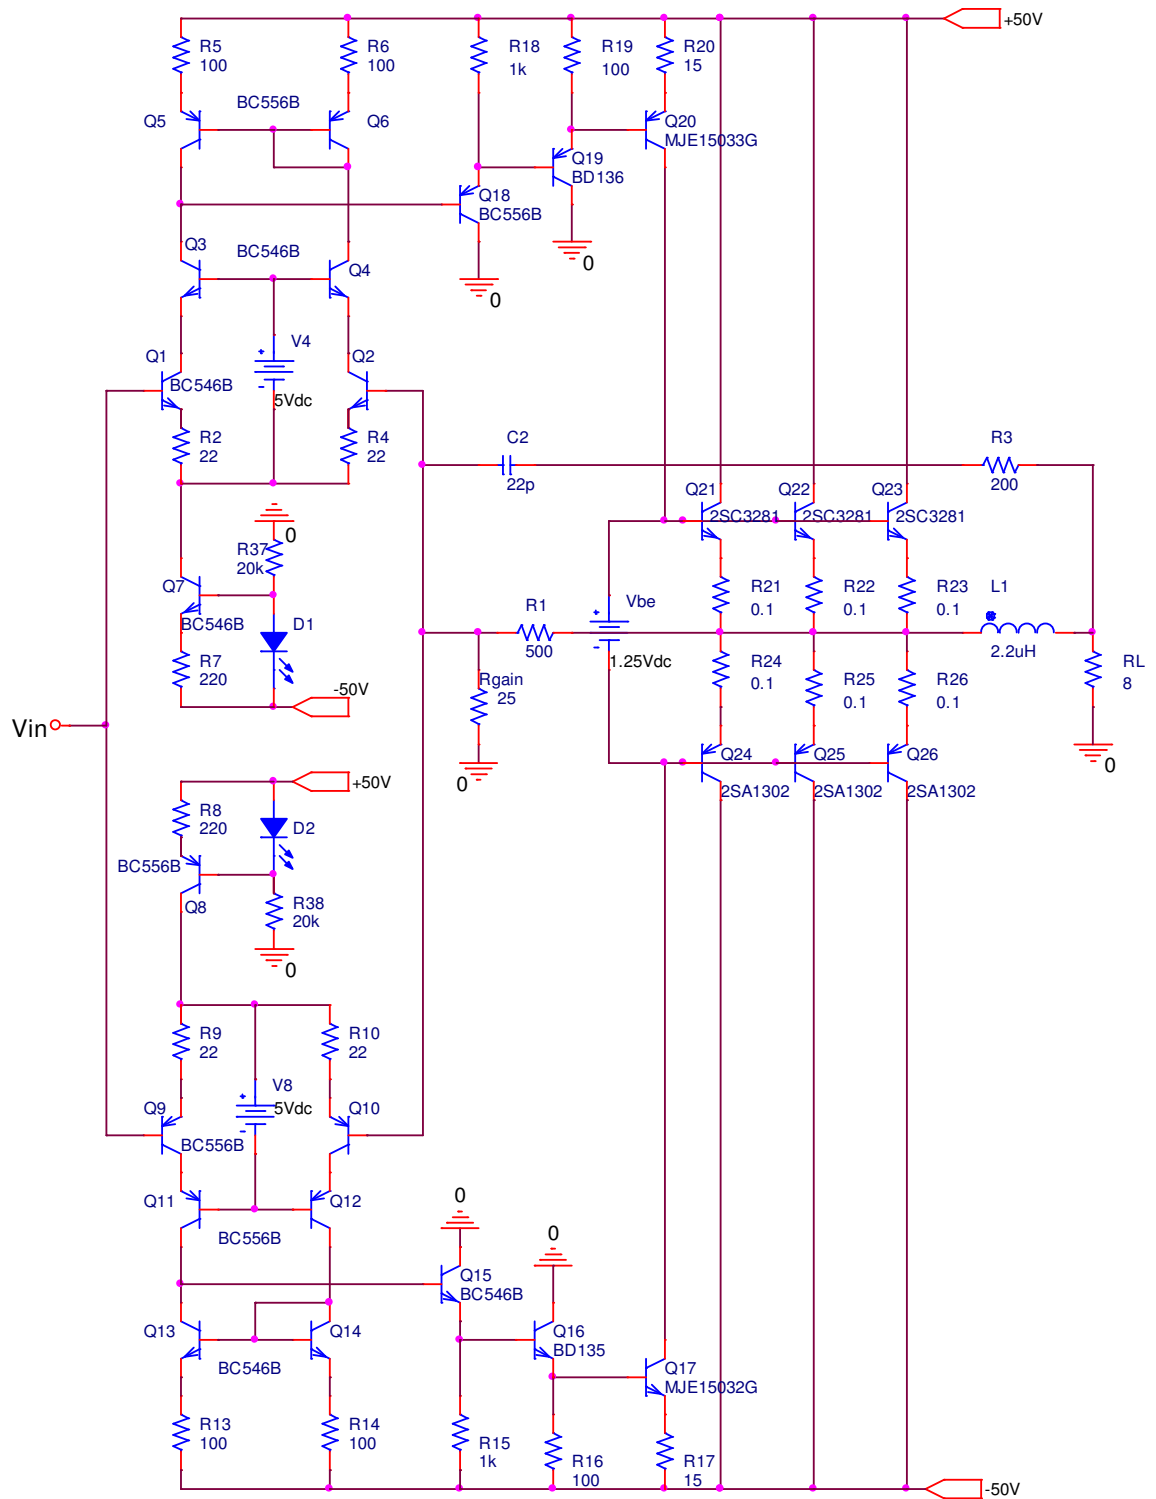 +50V
R5
100
R6
100
R18
1k
R19
100
R20
15
BC556B
Q5
Q6
Q20
MJE15033G
Q19
BD136
Q18
BC556B
0
0
Q3
BC546B
Q4
Q1
BC546B
V4
+
-
5Vdc
Q2
R2
22
R4
22
C2
22p
R3
200
Q21
2SC3281
Q22
2SC3281
Q23
2SC3281
0
R37
20k
Q7
BC546B
D1
R7
220
-50V
R1
500
Vbe
+
-
1.25Vdc
R21
0.1
R22
0.1
R23
0.1
L1
2.2uH
R24
0.1
R25
0.1
R26
0.1
RL
8
0
Rgain
25
0
Vin
Q24
2SA1302
Q25
2SA1302
Q26
2SA1302
+50V
R8
220
D2
BC556B
Q8
R38
20k
0
R9
22
R10
22
V8
+
-
5Vdc
Q9
BC556B
Q10
Q11
BC556B
Q12
0
0
Q15
BC546B
Q13
BC546B
Q14
Q16
BD135
Q17
MJE15032G
R13
100
R14
100
R15
1k
R16
100
R17
15
-50V